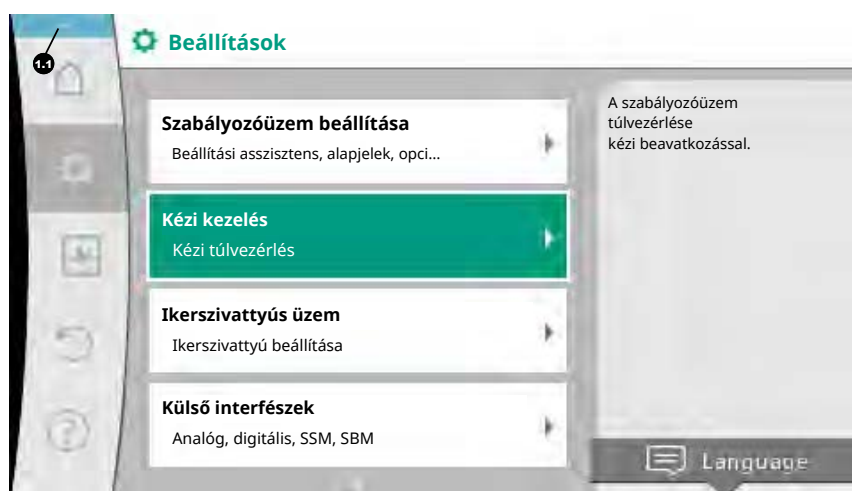 1.1
Beállítások
Szabályozóüzem beállítása
Beállítási asszisztens, alapjelek, opci...
Kézi kezelés
Kézi túlvezérlés
Ikerszivattyús üzem
Ikerszivattyú beállítása
Külső interfészek
Analóg, digitális, SSM, SBM
A szabályozóüzem
túlvezérlése
kézi beavatkozással.
Language